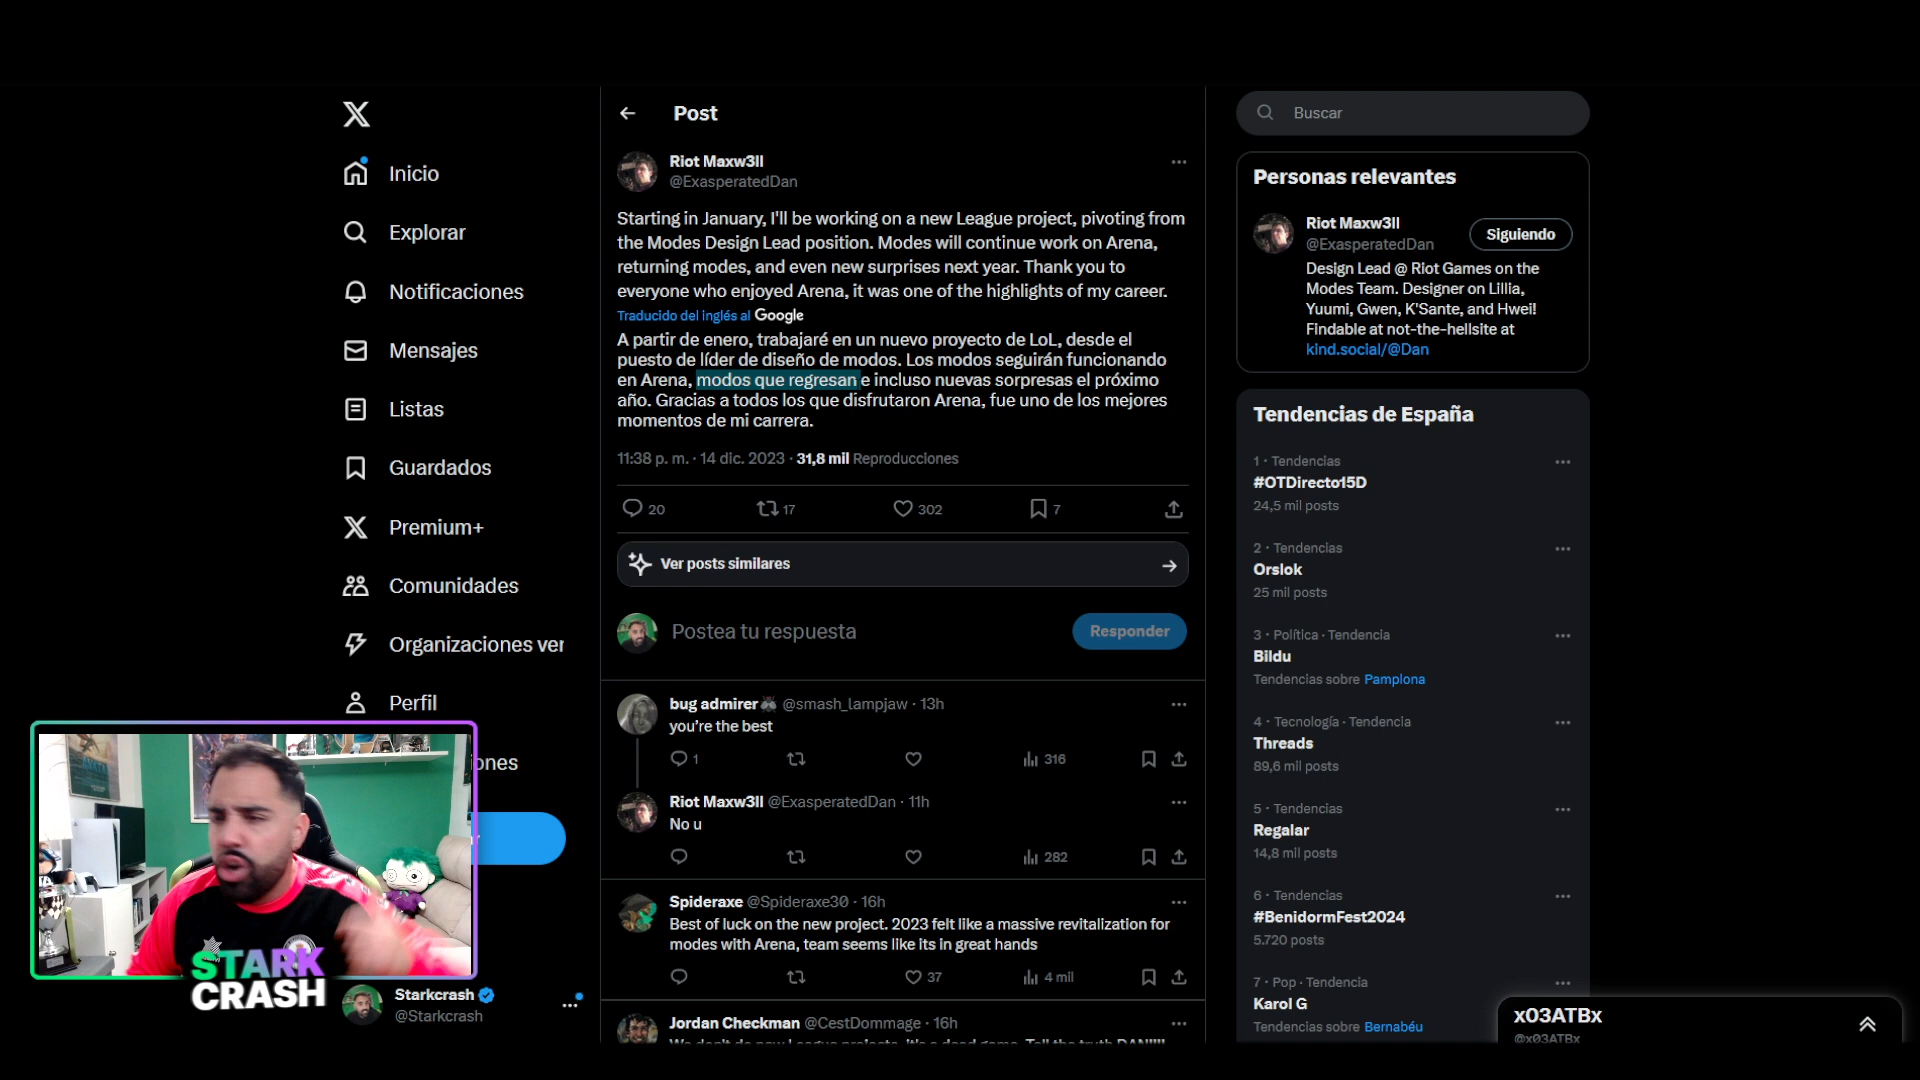 Inicio
Explorar
Notificaciones
Mensajes
Listas
Guardados
Premium+
Comunidades
Organizaciones ver
Perfil
ones
STARK
CRASH
Starkcrash
@Starkcrash
Post
Riot Maxw3ll
@ExasperatedDan
Starting in January, I'll be working on a new League project, pivoting from
the Modes Design Lead position. Modes will continue work on Arena,
returning modes, and even new surprises next year. Thank you to
everyone who enjoyed Arena, it was one of the highlights of my career.
Traducido del inglés al Google
A partir de enero, trabajaré en un nuevo proyecto de LoL, desde el
puesto de líder de diseño de modos. Los modos seguirán funcionando
en Arena, modos que regresan e incluso nuevas sorpresas el próximo
año. Gracias a todos los que disfrutaron Arena, fue uno de los mejores
momentos de mi carrera.
11:38 p. m. · 14 dic. 2023 · 31,8 mil Reproducciones
20 17 302 7
Ver posts similares
Postea tu respuesta
Responder
bug admirer @smash_lampjaw · 13h
you're the best
1 316
Riot Maxw3ll @ExasperatedDan · 11h
No u
282
Spideraxe @Spideraxe30 · 16h
Best of luck on the new project. 2023 felt like a massive revitalization for
modes with Arena, team seems like its in great hands
37 4 mil
Jordan Checkman @CestDommage · 16h
Buscar
Personas relevantes
Riot Maxw3ll
@ExasperatedDan
Siguiendo
Design Lead @ Riot Games on the
Modes Team. Designer on Lillia,
Yuumi, Gwen, K'Sante, and Hwei!
Findable at not-the-hellsite at
kind.social/@Dan
Tendencias de España
1 · Tendencias
#OTDirecto15D
24,5 mil posts
2 · Tendencias
Orslok
25 mil posts
3 · Política · Tendencia
Bildu
Tendencias sobre Pamplona
4 · Tecnología · Tendencia
Threads
89,6 mil posts
5 · Tendencias
Regalar
14,8 mil posts
6 · Tendencias
#BenidormFest2024
5.720 posts
7 · Pop · Tendencia
Karol G
Tendencias sobre Bernabéu
x03ATBx
@x03ATBx